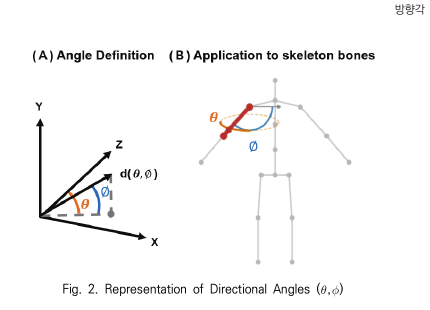 방향각
(A) Angle Definition (B) Application to skeleton bones
Y
Z
d(θ,∅)
∅
θ
X
θ
∅
Fig. 2. Representation of Directional Angles (θ,ϕ)